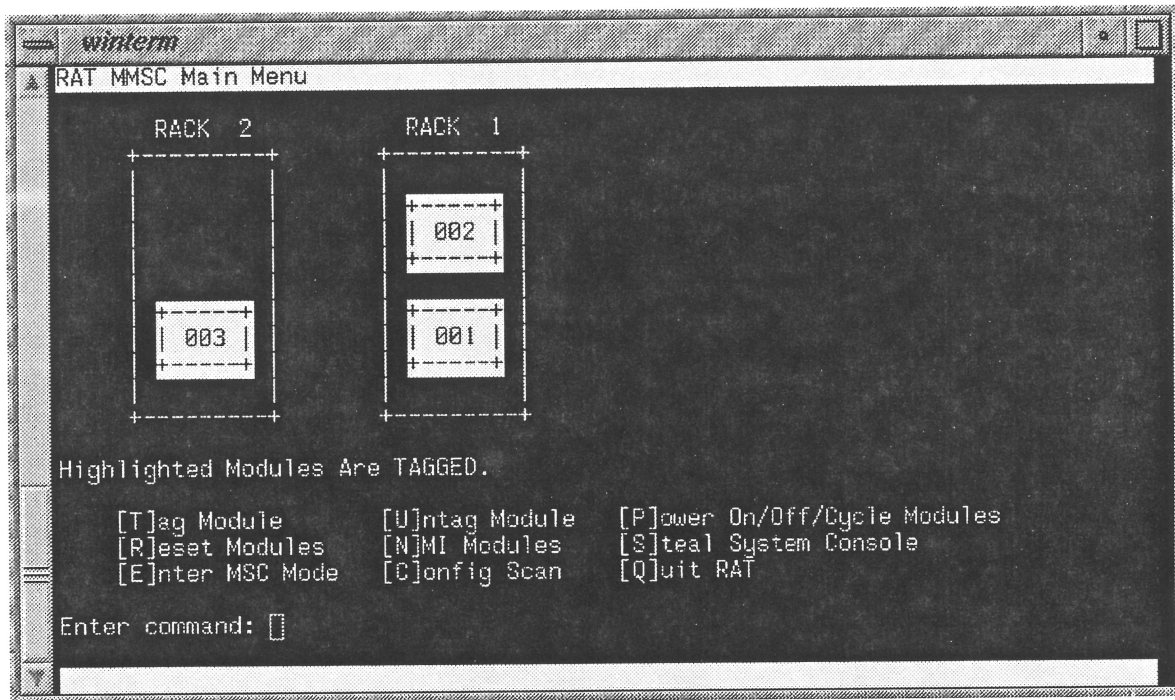 winterm
RAT MMSC Main Menu
RACK 2 RACK 1
002
003 001
Highlighted Modules Are TAGGED.
[T]ag Module [U]ntag Module [P]ower On/Off/Cycle Modules
[R]eset Modules [N]MI Modules [S]teal System Console
[E]nter MSC Mode [C]onfig Scan [Q]uit RAT
Enter command: